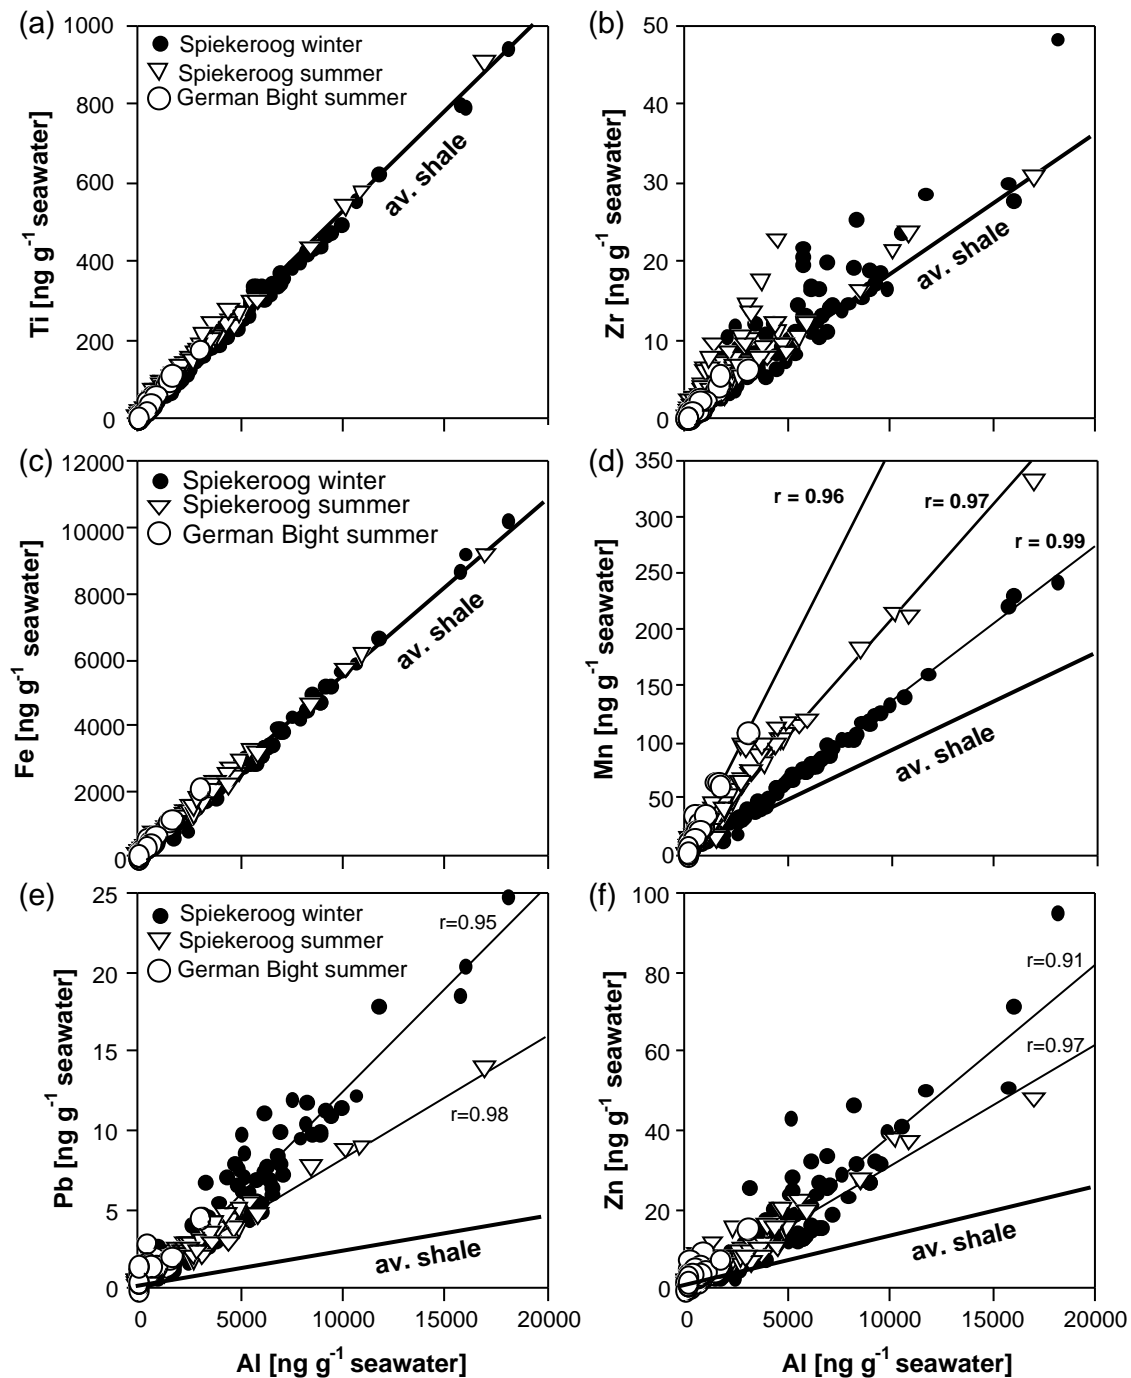 (a)
1000
800
600
400
200
0
Ti [ng g⁻¹ seawater]
Spiekeroog winter
Spiekeroog summer
German Bight summer
av. shale
(b)
50
40
30
20
10
0
Zr [ng g⁻¹ seawater]
av. shale
(c)
12000
10000
8000
6000
4000
2000
0
Fe [ng g⁻¹ seawater]
Spiekeroog winter
Spiekeroog summer
German Bight summer
av. shale
(d)
350
300
250
200
150
100
50
0
Mn [ng g⁻¹ seawater]
r = 0.96
r= 0.97
r = 0.99
av. shale
(e)
25
20
15
10
5
0
Pb [ng g⁻¹ seawater]
Spiekeroog winter
Spiekeroog summer
German Bight summer
r=0.95
r=0.98
av. shale
0 5000 10000 15000 20000
Al [ng g⁻¹ seawater]
(f)
100
80
60
40
20
0
Zn [ng g⁻¹ seawater]
r=0.91
r=0.97
av. shale
0 5000 10000 15000 20000
Al [ng g⁻¹ seawater]